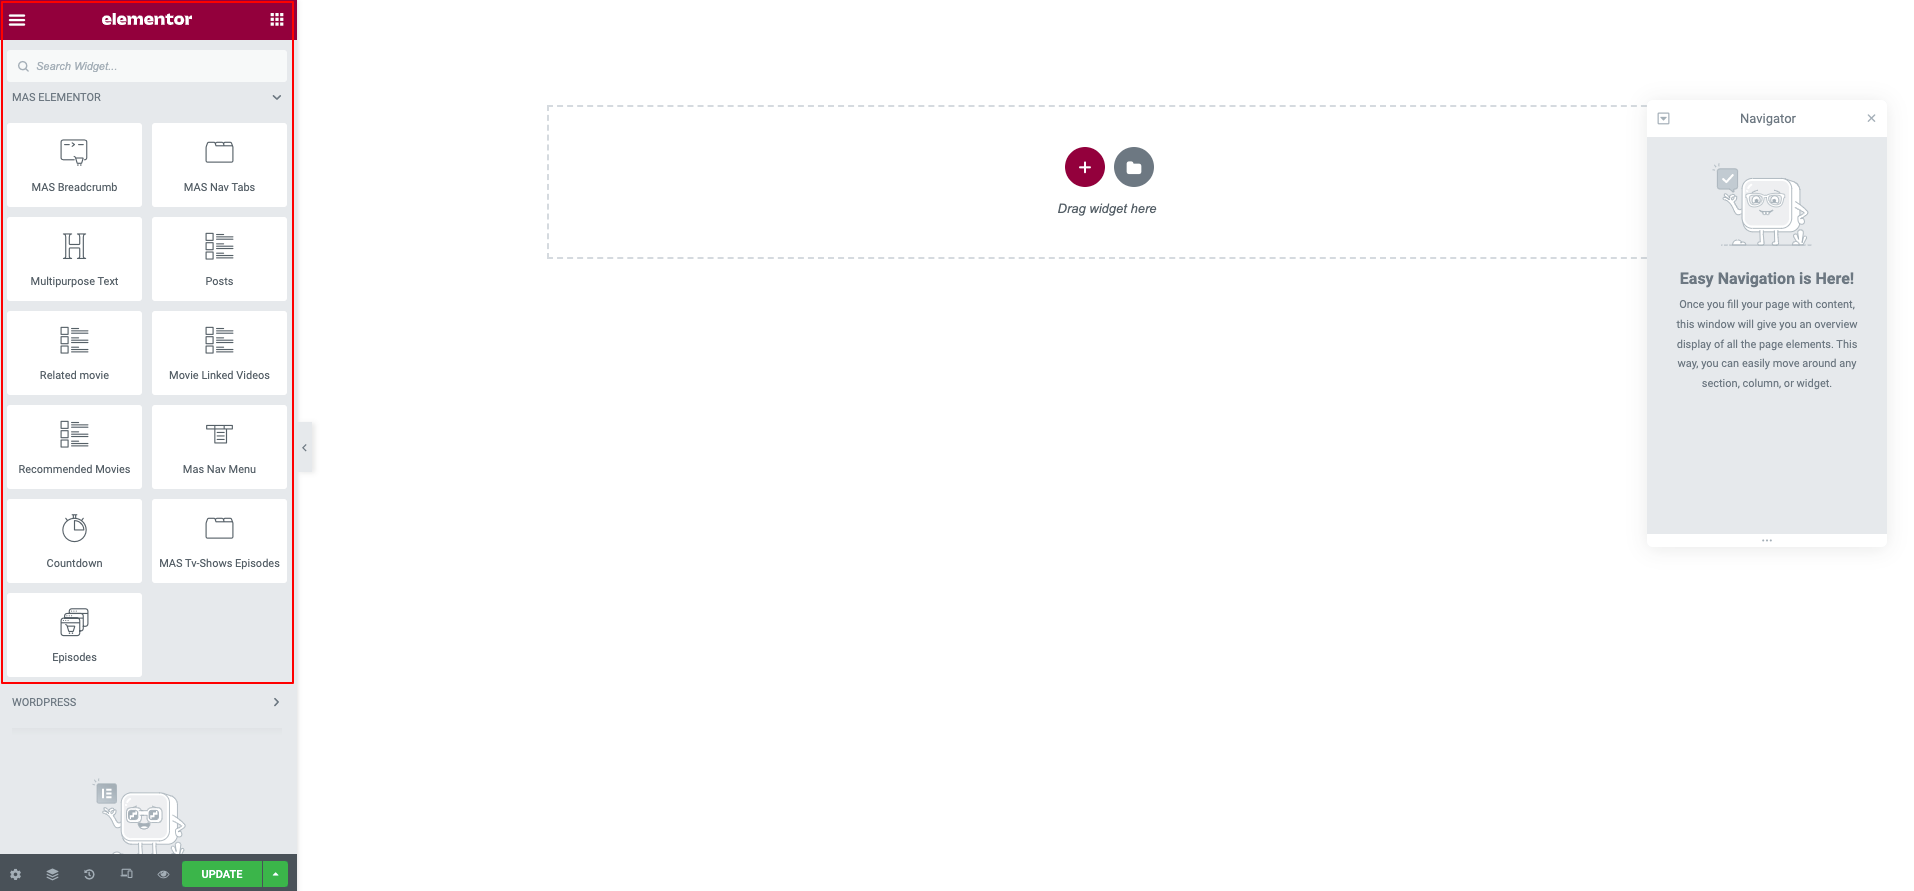 elementor
Search Widget...
MAS ELEMENTOR
MAS Breadcrumb
MAS Nav Tabs
Multipurpose Text
Posts
Related movie
Movie Linked Videos
Recommended Movies
Mas Nav Menu
Countdown
MAS Tv-Shows Episodes
Episodes
WORDPRESS
UPDATE
Drag widget here
Navigator
Easy Navigation is Here!
Once you fill your page with content,
this window will give you an overview
display of all the page elements. This
way, you can easily move around any
section, column, or widget.